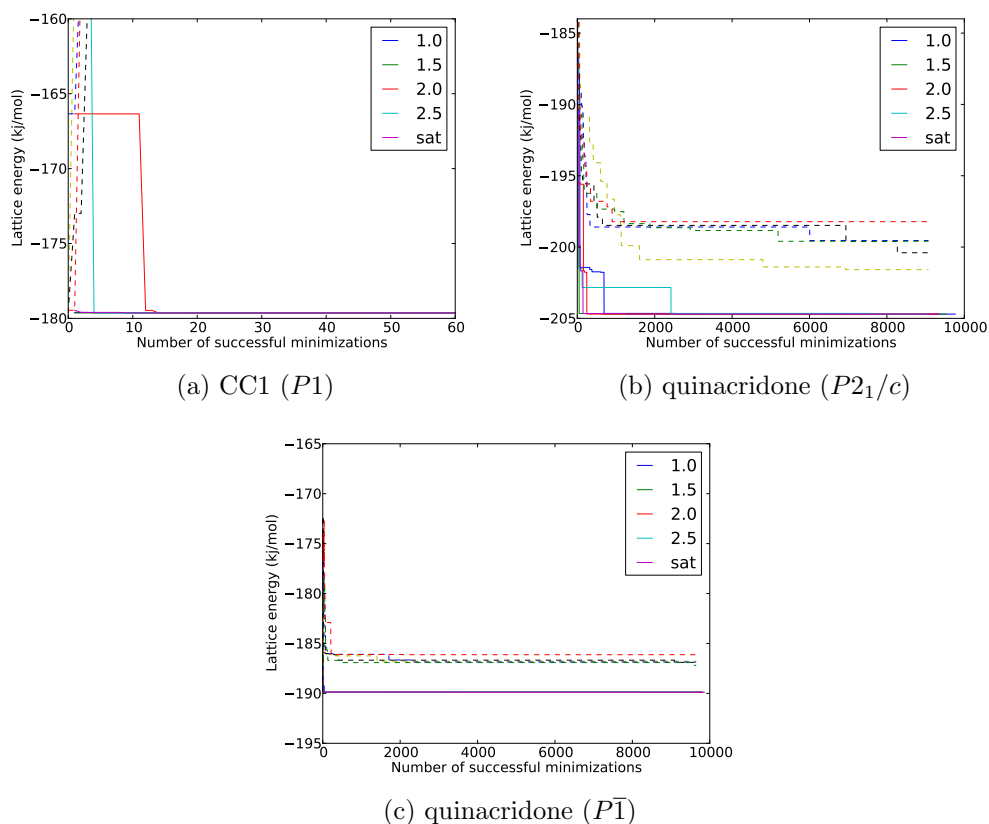 −160
−165
−170
−175
−180
0 10 20 30 40 50 60
Lattice energy (kj/mol)
Number of successful minimizations
1.0
1.5
2.0
2.5
sat
(a) CC1 (P1)
−185
−190
−195
−200
−205
0 2000 4000 6000 8000 10000
Lattice energy (kj/mol)
Number of successful minimizations
1.0
1.5
2.0
2.5
sat
(b) quinacridone (P2₁/c)
−165
−170
−175
−180
−185
−190
−195
0 2000 4000 6000 8000 10000
Lattice energy (kj/mol)
Number of successful minimizations
1.0
1.5
2.0
2.5
sat
(c) quinacridone (P1̅)